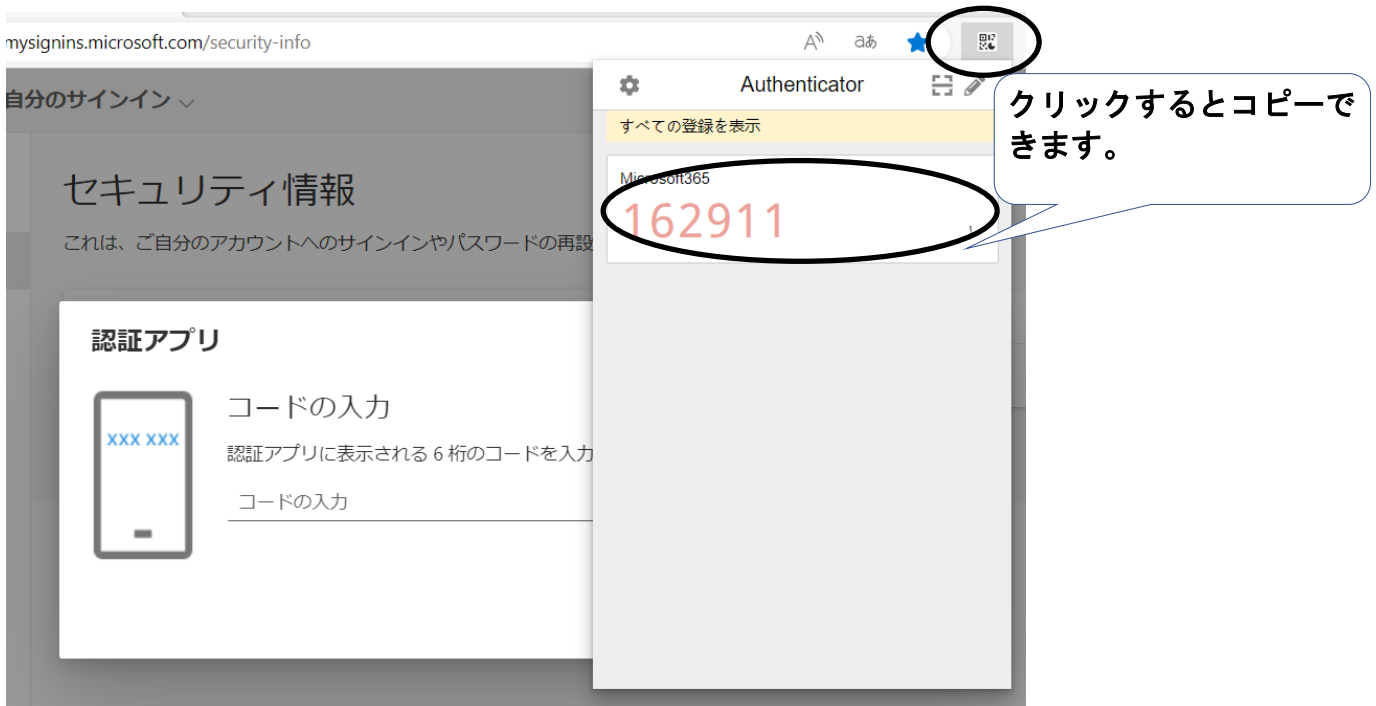 mysignins.microsoft.com/security-info
aあ
自分のサインイン
Authenticator
すべての登録を表示
クリックするとコピーで
きます。
Microsoft365
162911
セキュリティ情報
これは、ご自分のアカウントへのサインインやパスワードの再設
認証アプリ
コードの入力
XXX XXX
認証アプリに表示される 6 桁のコードを入力
コードの入力